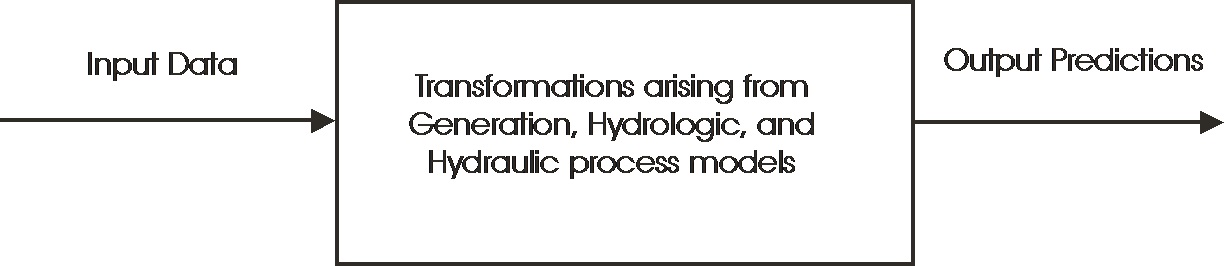 Input Data
Transformations arising from
Generation, Hydrologic, and
Hydraulic process models
Output Predictions